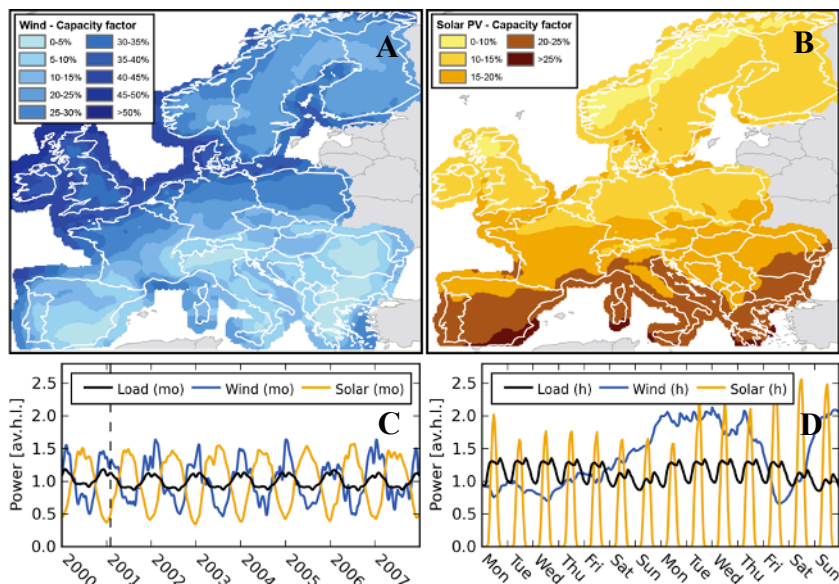 Wind - Capacity factor
A
0-5%
30-35%
5-10%
35-40%
10-15%
40-45%
20-25%
45-50%
25-30%
>50%
Solar PV - Capacity factor
B
0-10%
20-25%
10-15%
>25%
15-20%
Power [av.h.l.]
2.5
2.0
1.5
1.0
0.5
0.0
Load (mo)
Wind (mo)
Solar (mo)
C
2000
2001
2002
2003
2004
2005
2006
2007
Power [av.h.l.]
2.5
2.0
1.5
1.0
0.5
0.0
Load (h)
Wind (h)
Solar (h)
D
Mon
Tue
Wed
Thu
Fri
Sat
Sun
Mon
Tue
Wed
Thu
Fri
Sat
Sun